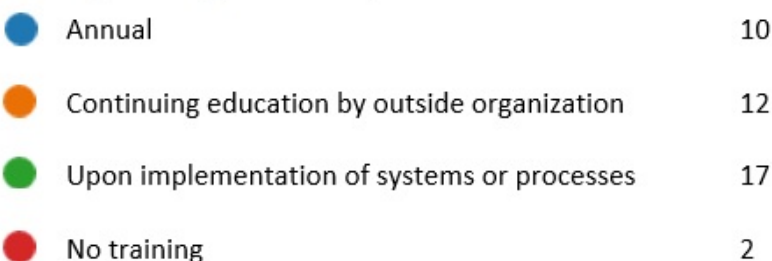 Annual 10
Continuing education by outside organization 12
Upon implementation of systems or processes 17
No training 2